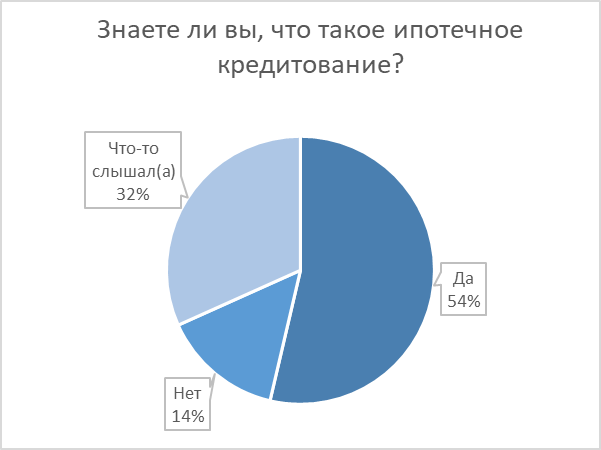 Знаете ли вы, что такое ипотечное
кредитование?
Что-то
слышал(а)
32%
Да
54%
Нет
14%